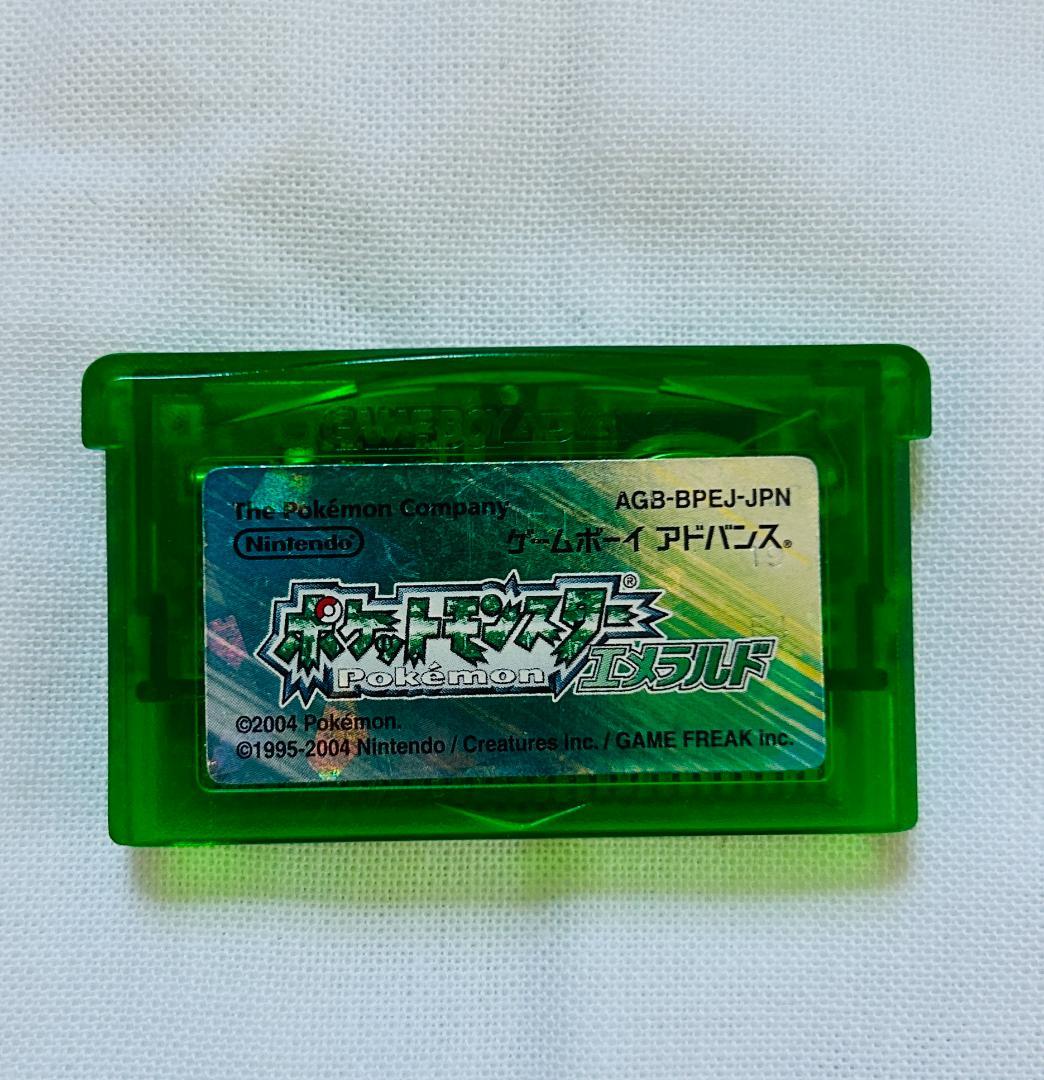 GAME BOY ADVANCE
The Pokémon Company
AGB-BPEJ-JPN
Nintendo
ゲームボーイ アドバンス®
19
ポケットモンスター®
Pokémon
エメラルド
©2004 Pokémon.
©1995-2004 Nintendo / Creatures Inc. / GAME FREAK inc.